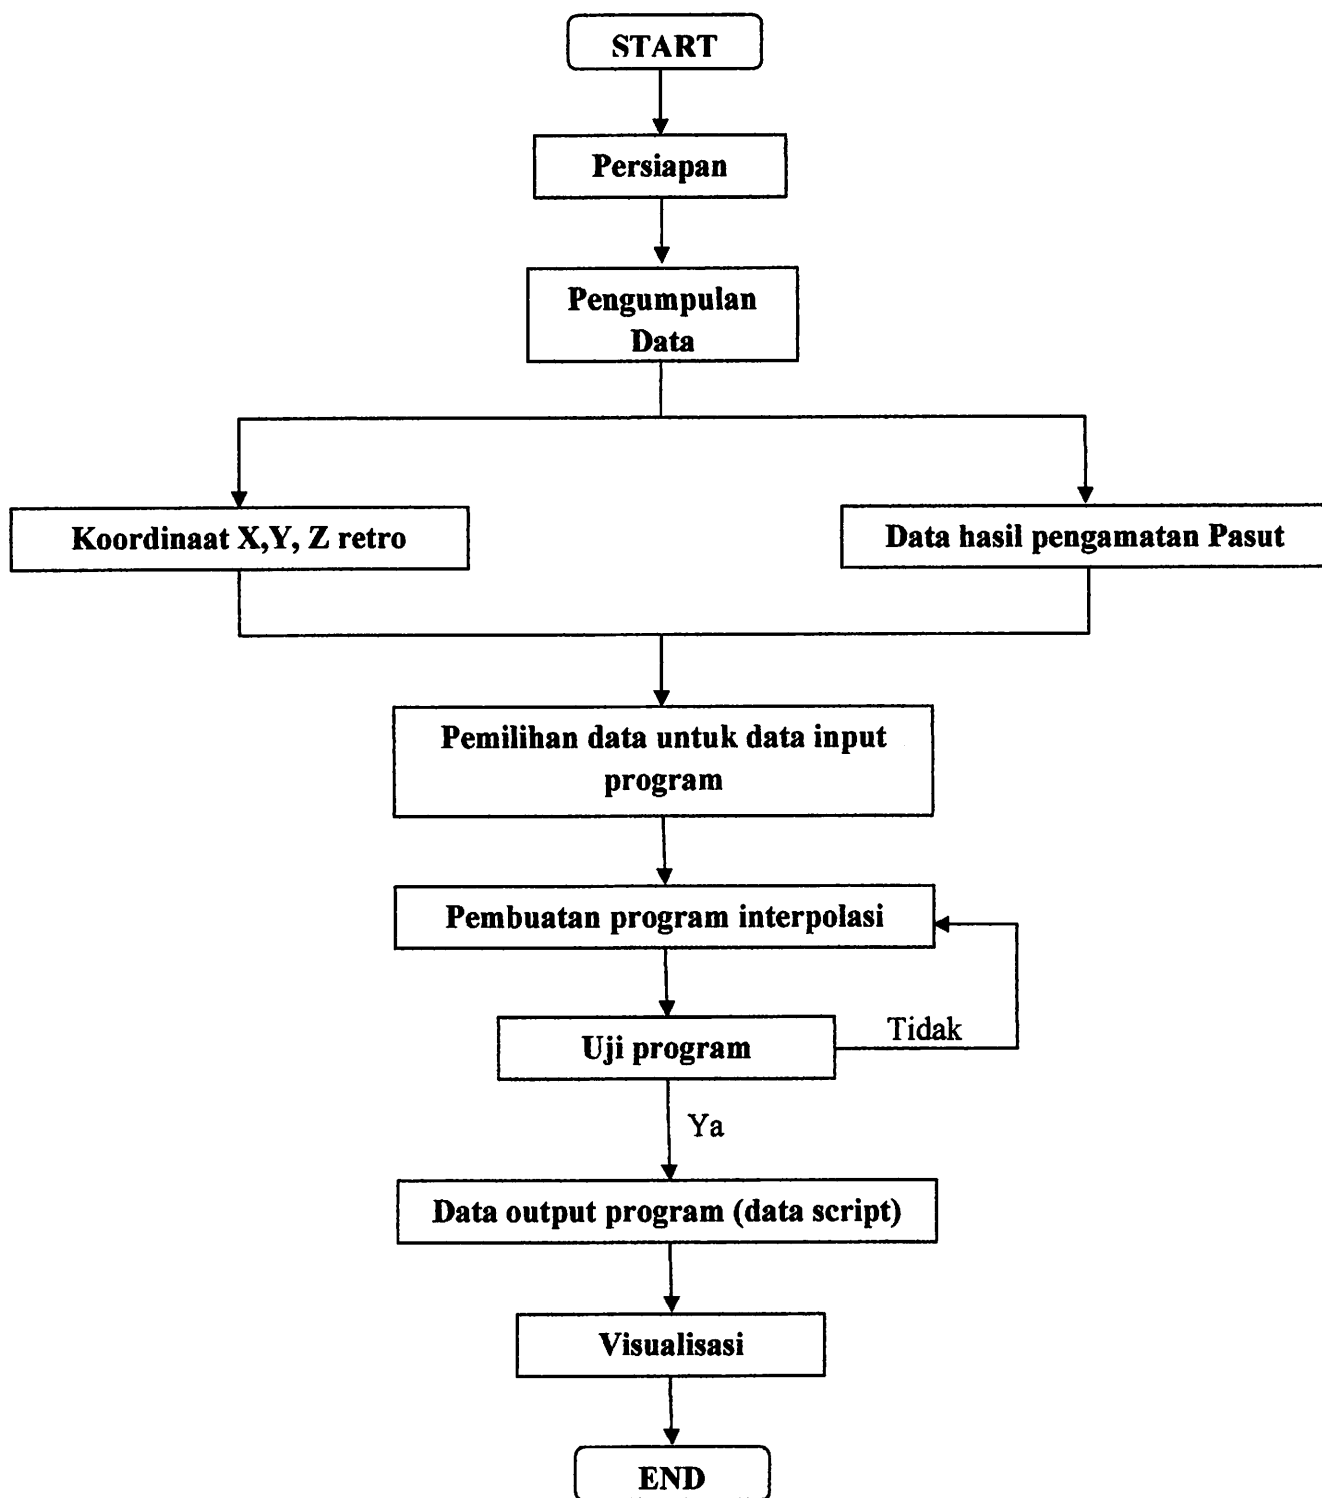 START
Persiapan
Pengumpulan
Data
Koordinaat X,Y, Z retro
Data hasil pengamatan Pasut
Pemilihan data untuk data input
program
Pembuatan program interpolasi
Uji program
Tidak
Ya
Data output program (data script)
Visualisasi
END